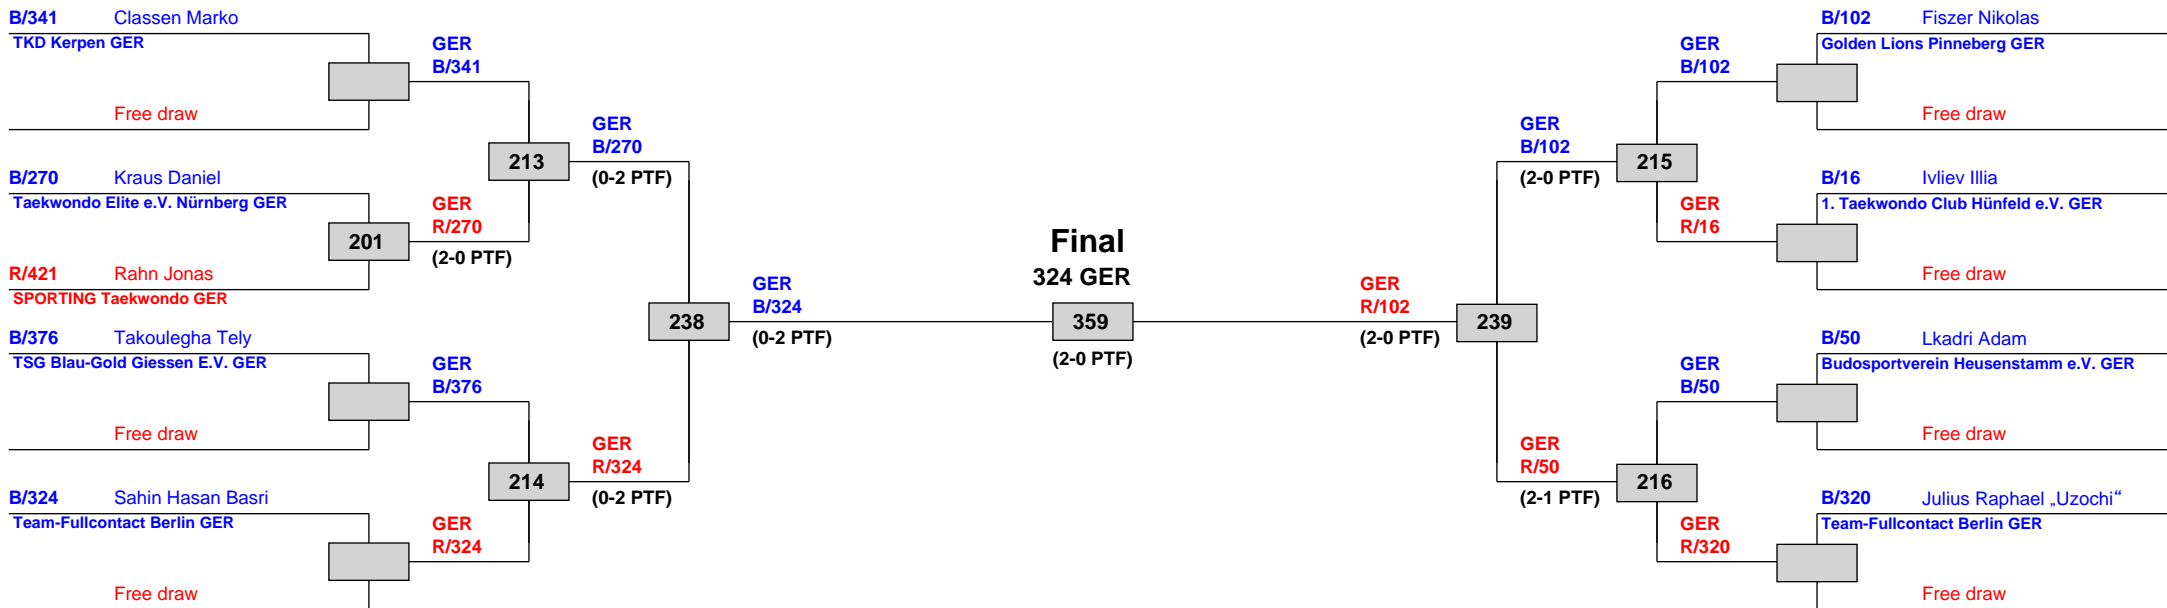 B/341 Classen Marko
TKD Kerpen GER
Free draw
B/270 Kraus Daniel
Taekwondo Elite e.V. Nürnberg GER
R/421 Rahn Jonas
SPORTING Taekwondo GER
B/376 Takoulegha Tely
TSG Blau-Gold Giessen E.V. GER
Free draw
B/324 Sahin Hasan Basri
Team-Fullcontact Berlin GER
Free draw
GER
B/341
201
GER
R/270
(2-0 PTF)
GER
B/376
GER
R/324
213
GER
B/270
(0-2 PTF)
214
GER
R/324
(0-2 PTF)
238
GER
B/324
(0-2 PTF)
Final
324 GER
359
(2-0 PTF)
GER
R/102
(2-0 PTF)
239
GER
B/102
(2-0 PTF)
215
GER
R/50
(2-1 PTF)
216
GER
B/102
GER
R/16
GER
B/50
GER
R/320
B/102 Fiszer Nikolas
Golden Lions Pinneberg GER
Free draw
B/16 Ivliev Illia
1. Taekwondo Club Hünfeld e.V. GER
Free draw
B/50 Lkadri Adam
Budosportverein Heusenstamm e.V. GER
Free draw
B/320 Julius Raphael „Uzochi“
Team-Fullcontact Berlin GER
Free draw